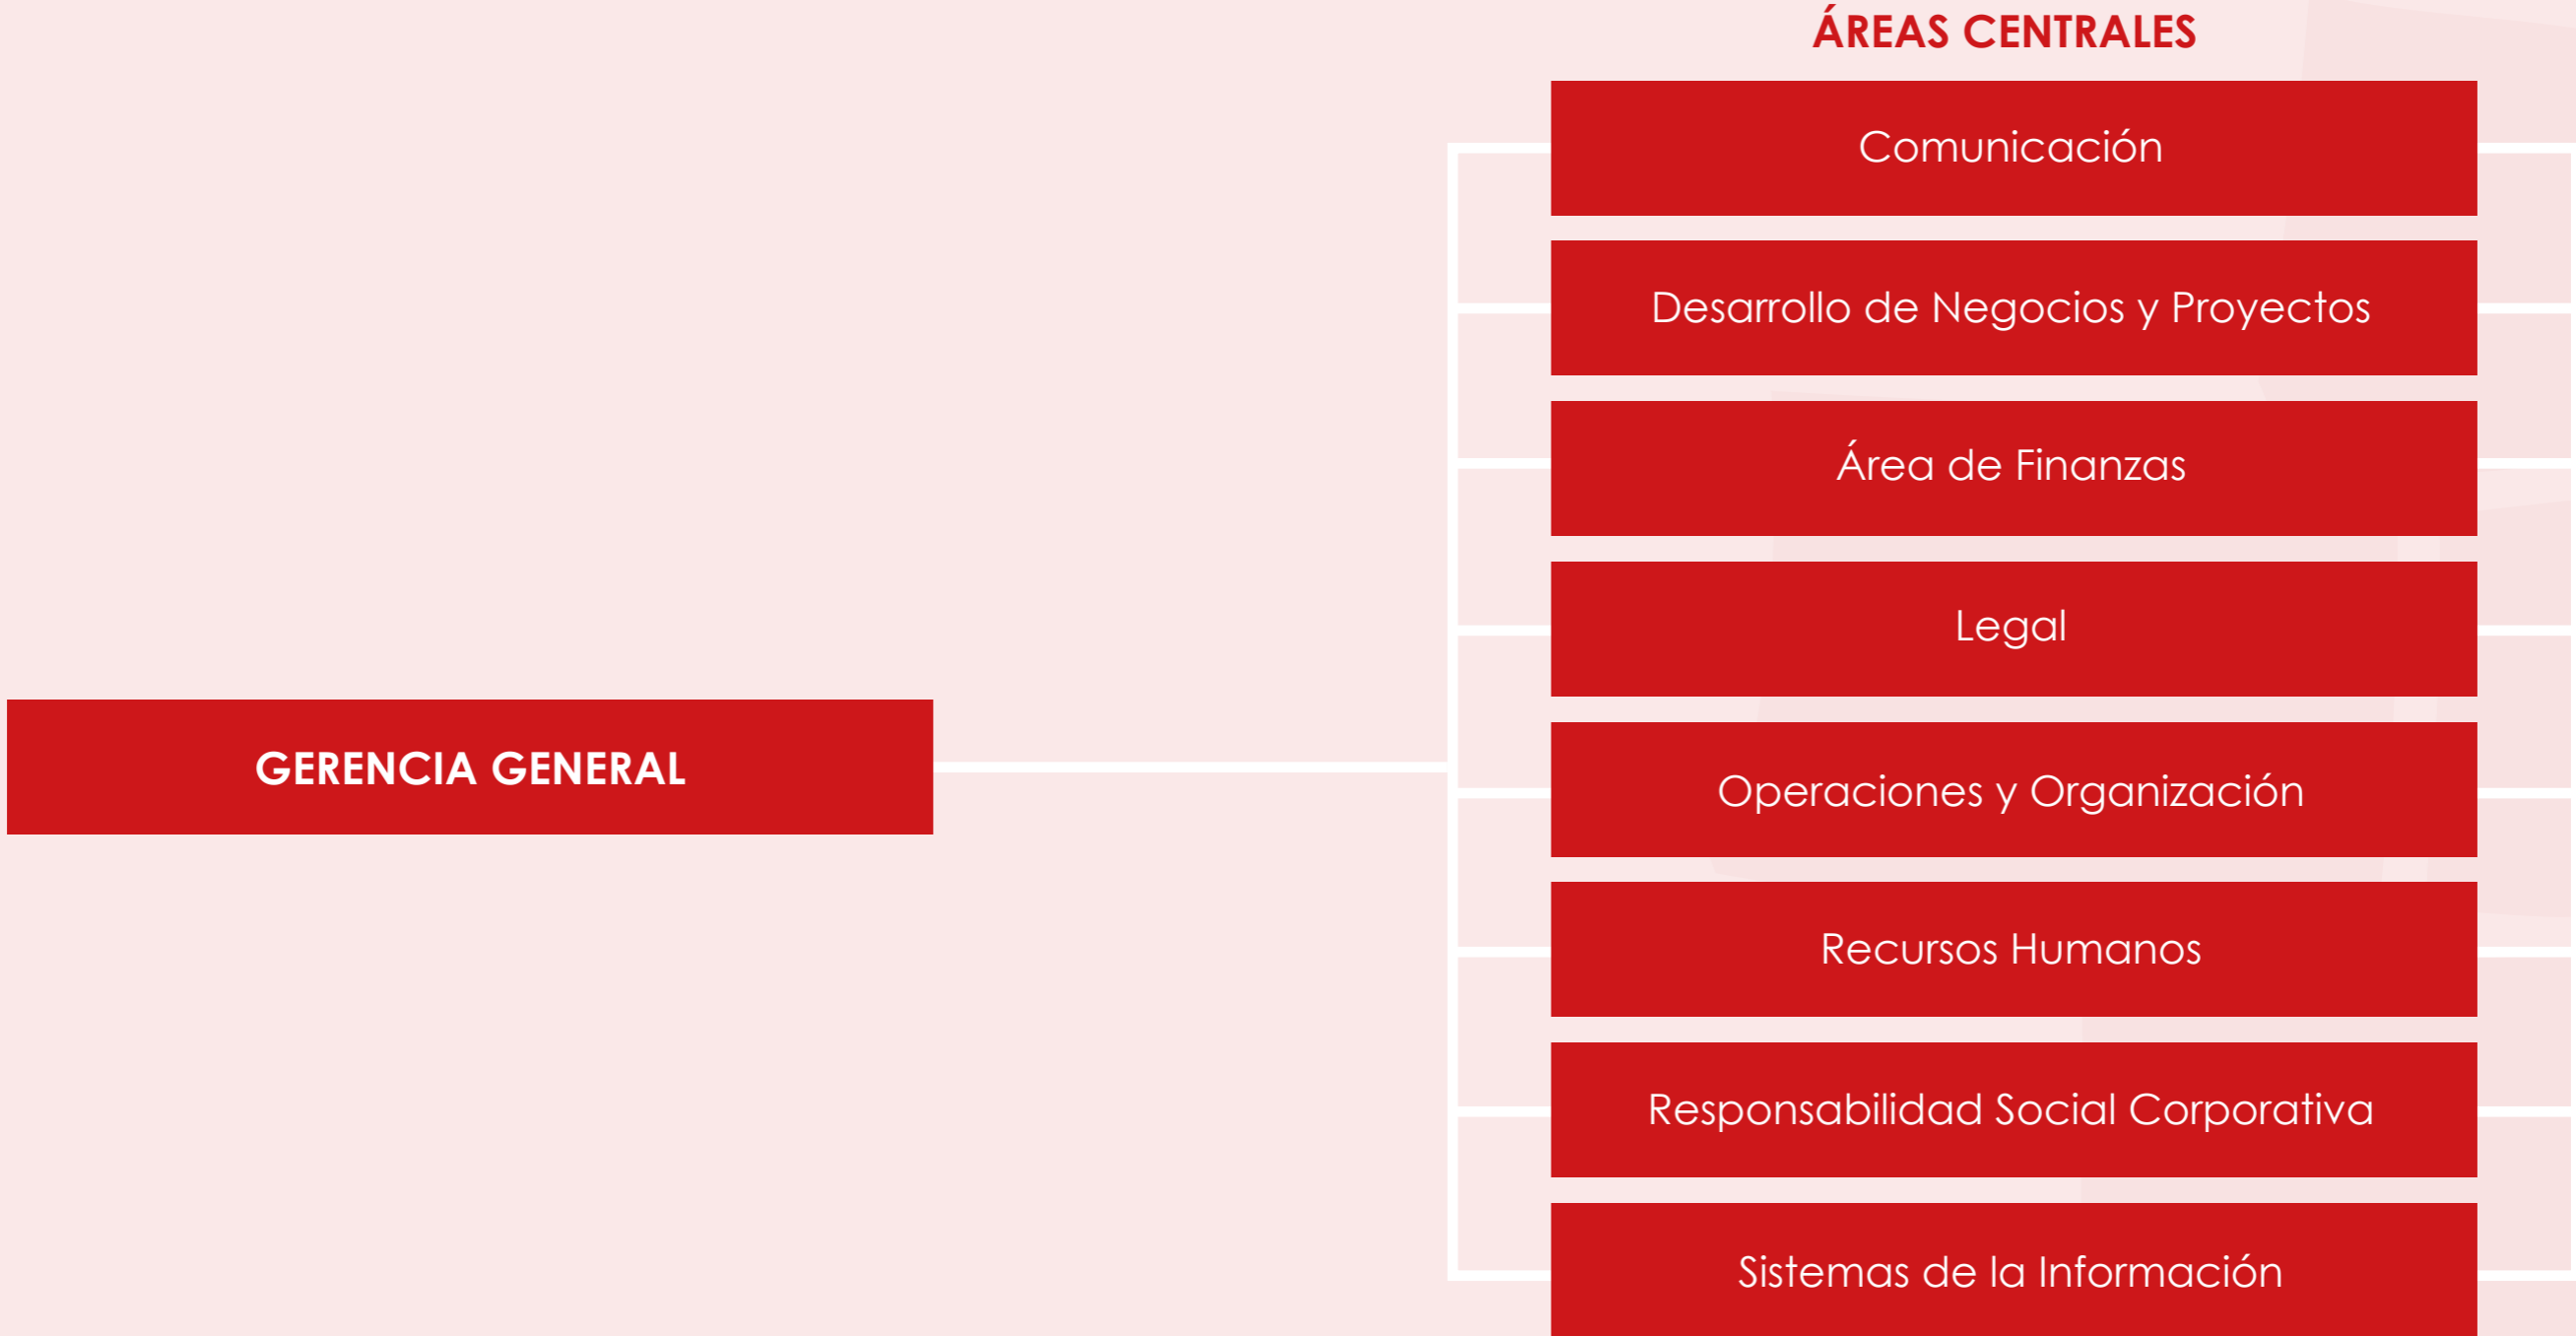 ÁREAS CENTRALES
Comunicación
Desarrollo de Negocios y Proyectos
Área de Finanzas
Legal
GERENCIA GENERAL
Operaciones y Organización
Recursos Humanos
Responsabilidad Social Corporativa
Sistemas de la Información